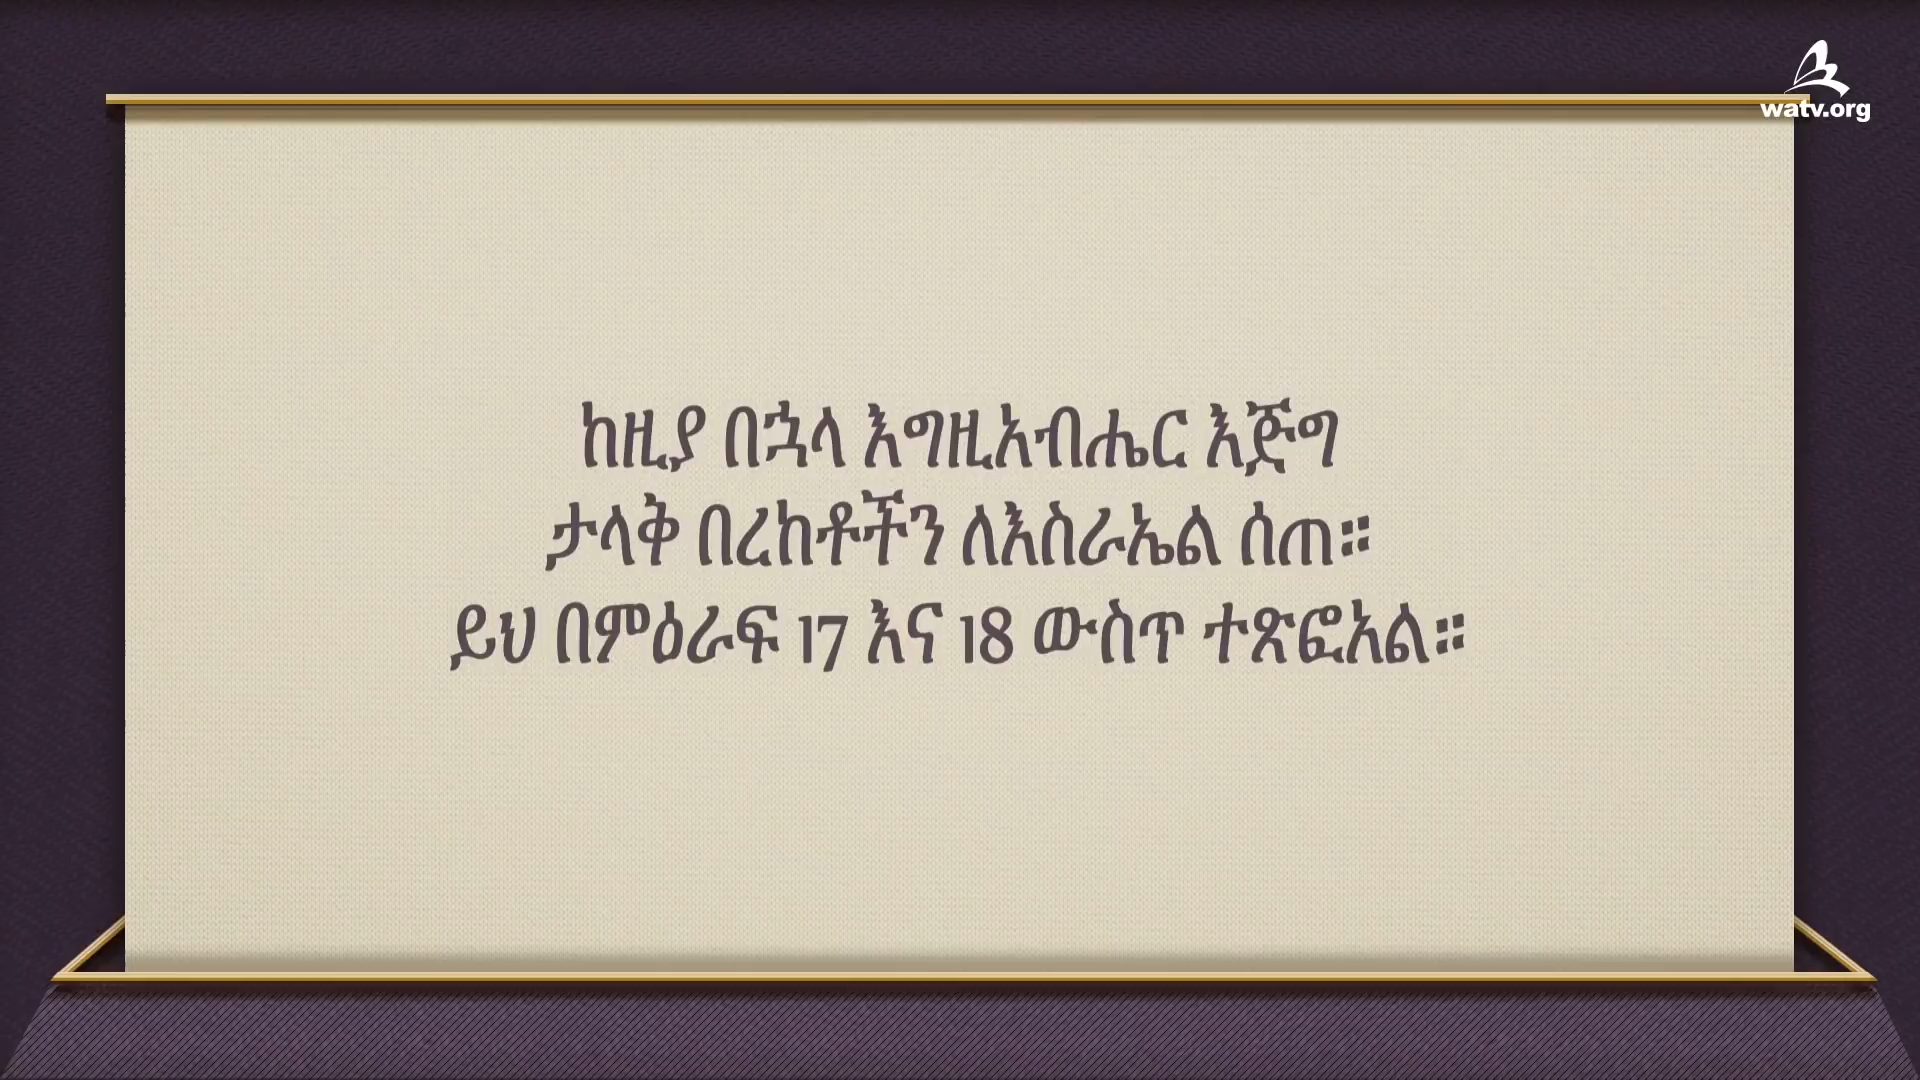 watv.org
ከዚያ በኋላ እግዚአብሔር እጅግ
ታላቅ በረከቶችን ለእስራኤል ሰጠ።
ይህ በምዕራፍ 17 እና 18 ውስጥ ተጽፎአል።